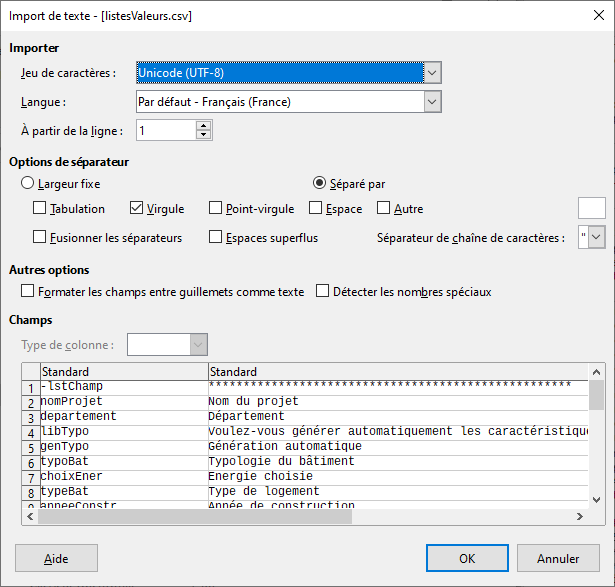 Import de texte - [listesValeurs.csv]
Importer
Jeu de caractères : Unicode (UTF-8)
Langue : Par défaut - Français (France)
À partir de la ligne : 1
Options de séparateur
Largeur fixe Séparé par
Tabulation Virgule Point-virgule Espace Autre
Fusionner les séparateurs Espaces superflus Séparateur de chaîne de caractères : "
Autres options
Formater les champs entre guillemets comme texte Détecter les nombres spéciaux
Champs
Type de colonne :
Standard Standard
1 -lstChamp ****************************************************
2 nomProjet Nom du projet
3 departement Département
4 libTypo Voulez-vous générer automatiquement les caractéristique
5 genTypo Génération automatique
6 typoBat Typologie du bâtiment
7 choixEner Energie choisie
8 typeBat Type de logement
9 anneeConstr Année de construction
Aide OK Annuler